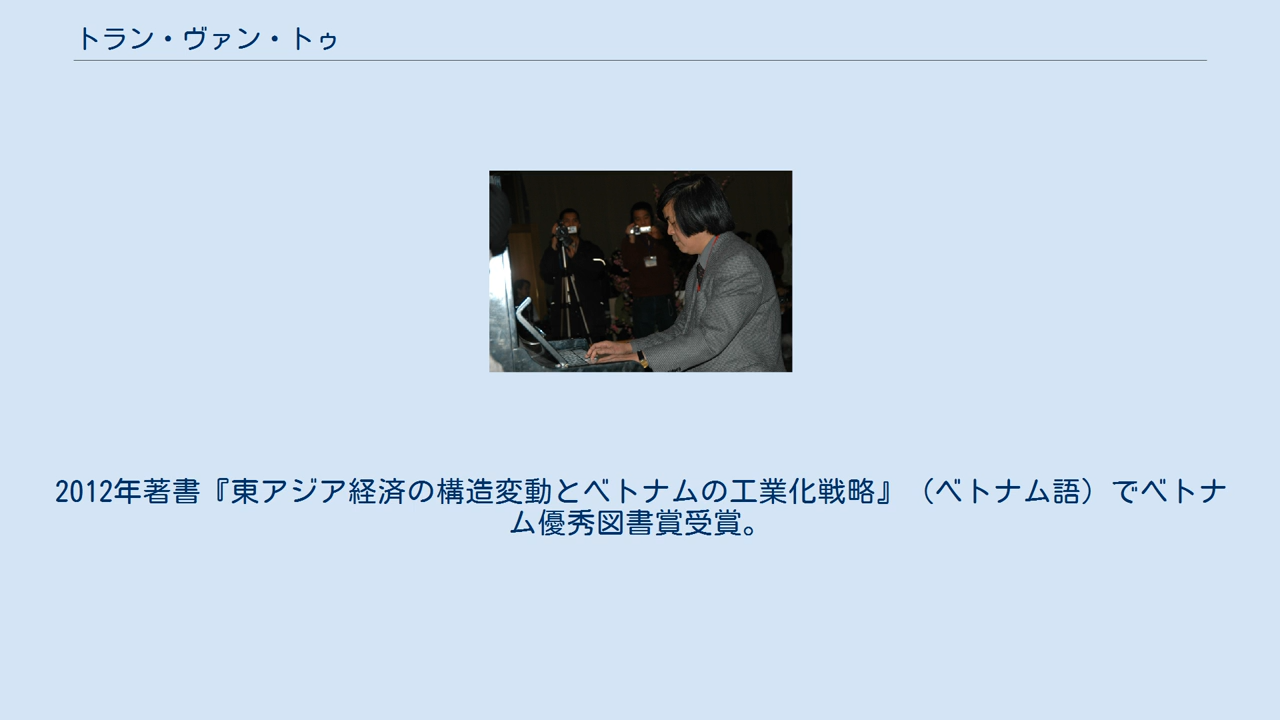 トラン・ヴァン・トゥ
2012年著書『東アジア経済の構造変動とベトナムの工業化戦略』（ベトナム語）でベトナ
ム優秀図書賞受賞。